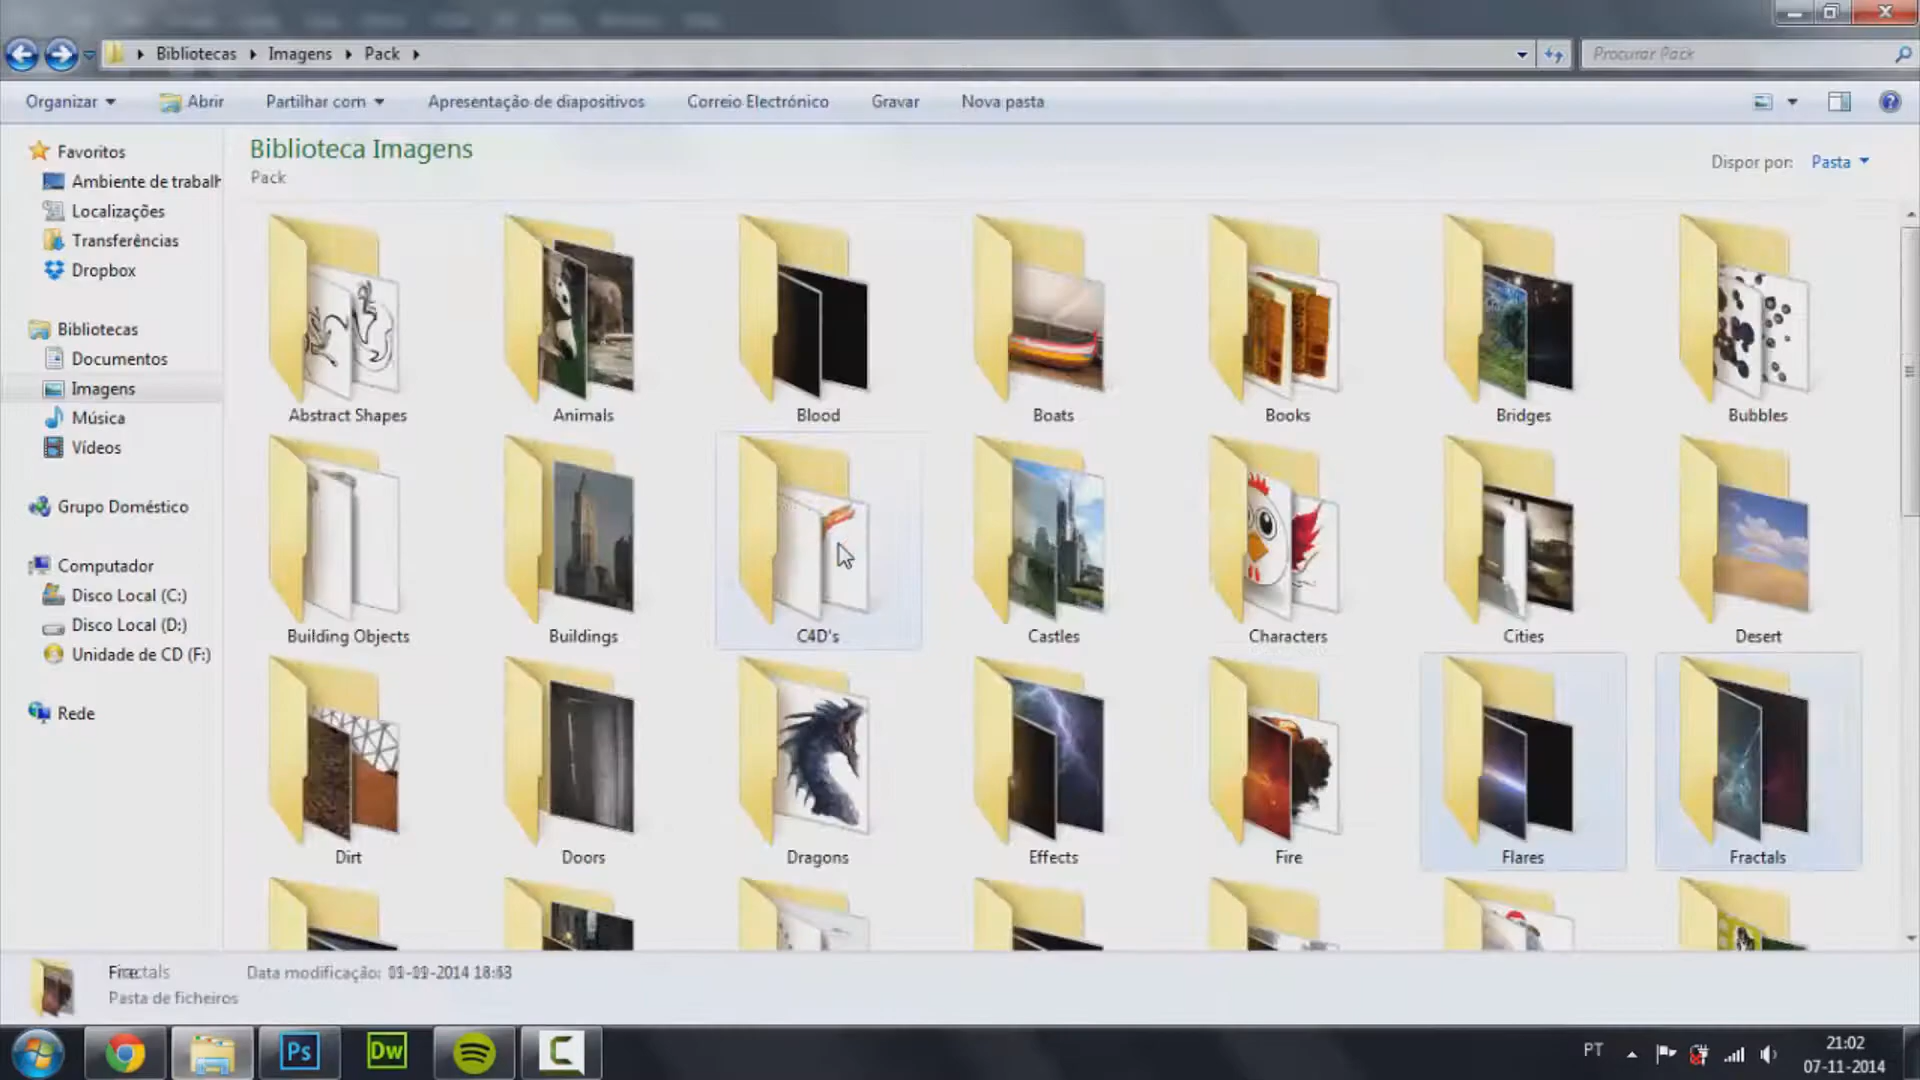 Bibliotecas Imagens Pack
Procurar Pack
Organizar Abrir Partilhar com Apresentação de diapositivos Correio Electrónico Gravar Nova pasta
Favoritos
Ambiente de trabalh
Localizações
Transferências
Dropbox
Bibliotecas
Documentos
Imagens
Música
Vídeos
Grupo Doméstico
Computador
Disco Local (C:)
Disco Local (D:)
Unidade de CD (F:)
Rede
Biblioteca Imagens
Pack
Dispor por: Pasta
Abstract Shapes Animals Blood Boats Books Bridges Bubbles
Building Objects Buildings C4D's Castles Characters Cities Desert
Dirt Doors Dragons Effects Fire Flares Fractals
Data modificação:
Pasta de ficheiros
Ps Dw
PT
21:02
07-11-2014